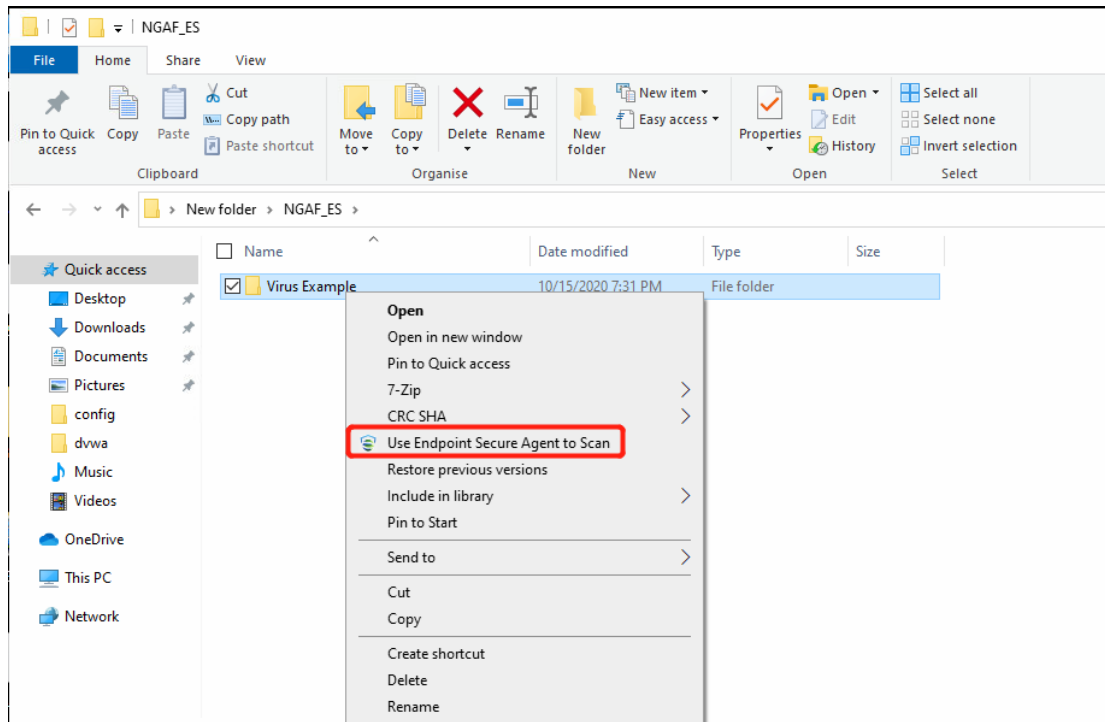 NGAF_ES
File Home Share View
Pin to Quick access
Copy
Paste
Cut
Copy path
Paste shortcut
Move to
Copy to
Delete
Rename
New folder
New item
Easy access
Properties
Open
Edit
History
Select all
Select none
Invert selection
Clipboard Organise New Open Select
New folder > NGAF_ES >
Name Date modified Type Size
Quick access
Desktop
Downloads
Documents
Pictures
config
dvwa
Music
Videos
OneDrive
This PC
Network
Virus Example 10/15/2020 7:31 PM File folder
Open
Open in new window
Pin to Quick access
7-Zip
CRC SHA
Use Endpoint Secure Agent to Scan
Restore previous versions
Include in library
Pin to Start
Send to
Cut
Copy
Create shortcut
Delete
Rename